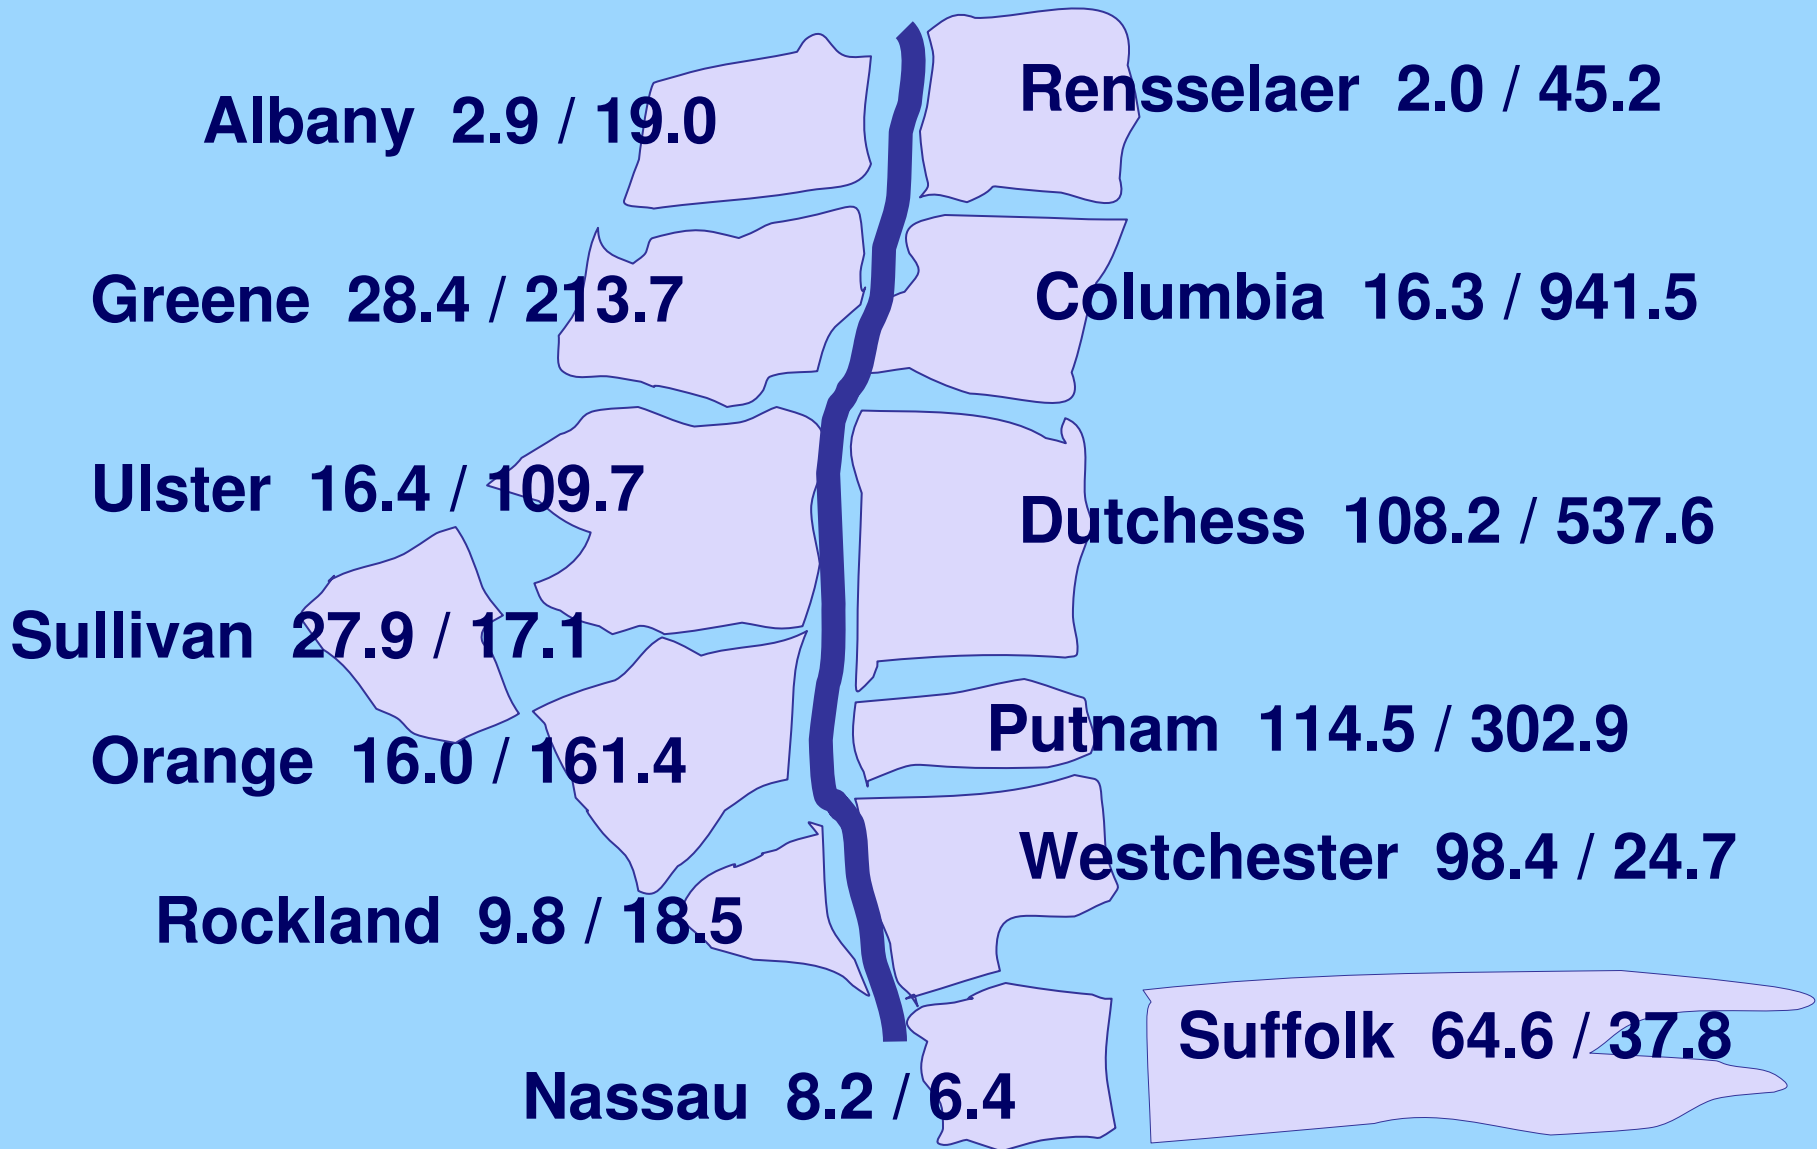 Rensselaer 2.0 / 45.2
Albany 2.9 / 19.0
Greene 28.4 / 213.7
Columbia 16.3 / 941.5
Ulster 16.4 / 109.7
Dutchess 108.2 / 537.6
Sullivan 27.9 / 17.1
Putnam 114.5 / 302.9
Orange 16.0 / 161.4
Westchester 98.4 / 24.7
Rockland 9.8 / 18.5
Suffolk 64.6 / 37.8
Nassau 8.2 / 6.4